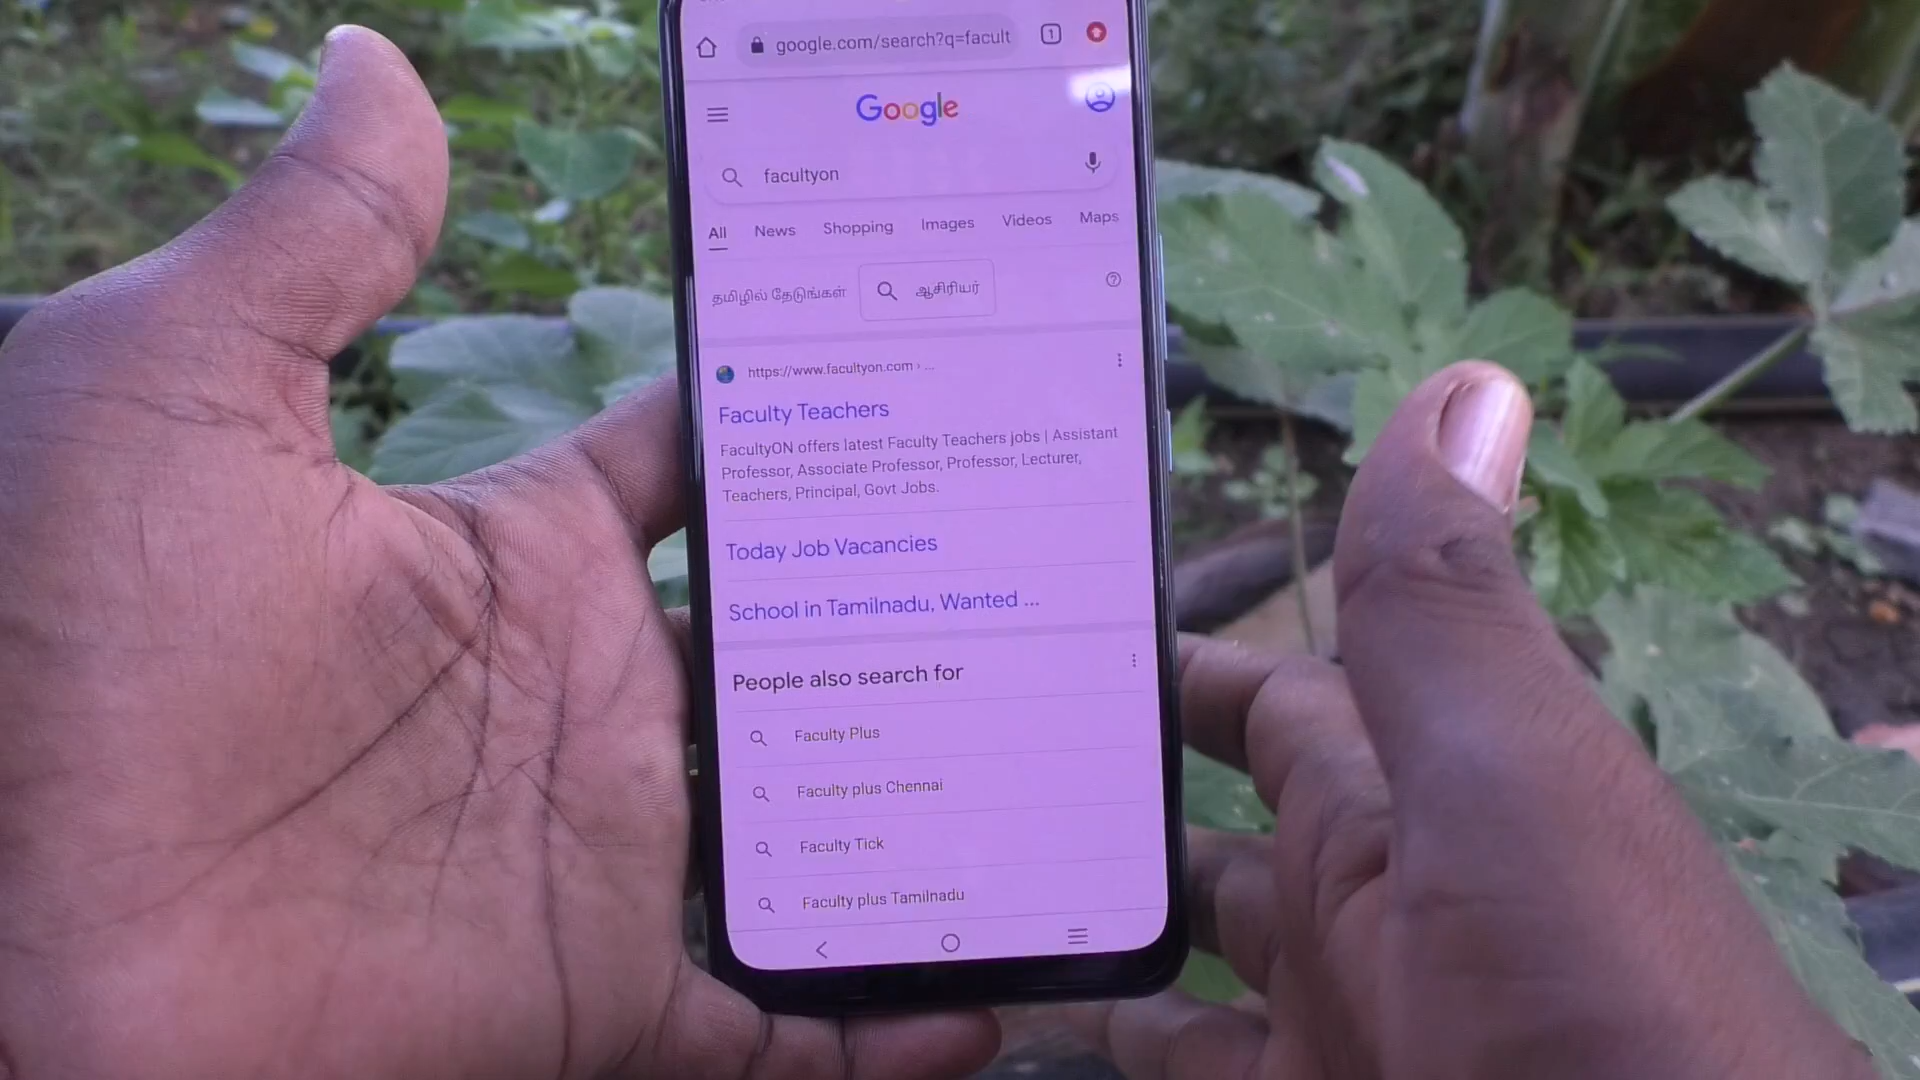 google.com/search?q=facult
1
Google
facultyon
All News Shopping Images Videos Maps
தமிழில் தேடுங்கள் ஆசிரியர்
https://www.facultyon.com › ...
Faculty Teachers
FacultyON offers latest Faculty Teachers jobs | Assistant
Professor, Associate Professor, Professor, Lecturer,
Teachers, Principal, Govt Jobs.
Today Job Vacancies
School in Tamilnadu, Wanted ...
People also search for
Faculty Plus
Faculty plus Chennai
Faculty Tick
Faculty plus Tamilnadu